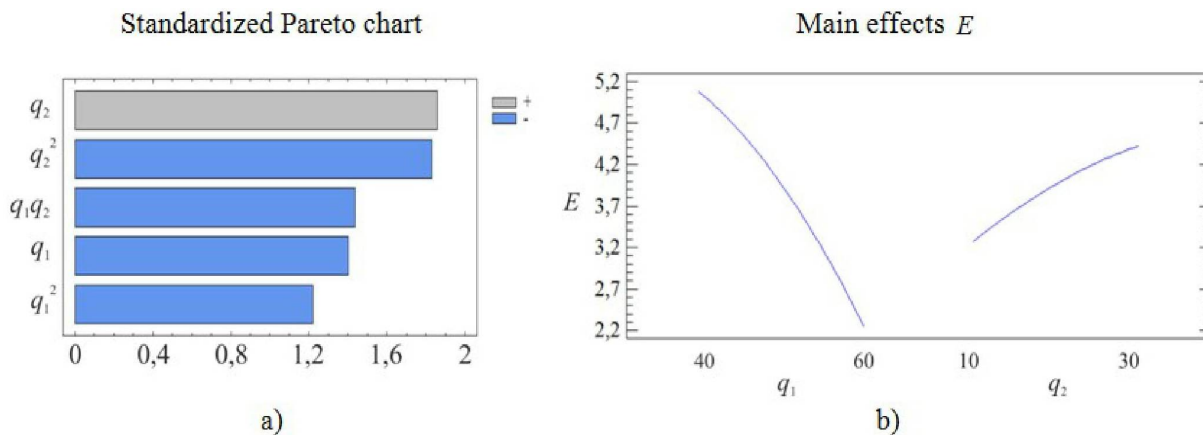 Standardized Pareto chart
q₂
q₂²
q₁q₂
q₁
q₁²
+
-
0 0,4 0,8 1,2 1,6 2
a)
Main effects E
5,2
4,7
4,2
E 3,7
3,2
2,7
2,2
40 60 10 30
q₁ q₂
b)